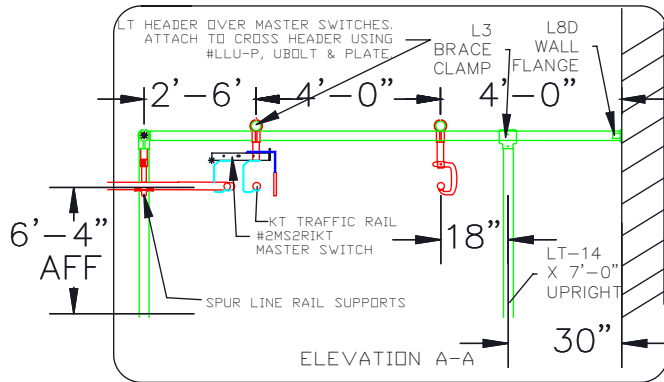 LT HEADER OVER MASTER SWITCHES.
ATTACH TO CROSS HEADER USING
#LLU-P, UBOLT & PLATE
L3
BRACE
CLAMP
L8D
WALL
FLANGE
2'-6"
4'-0"
4'-0"
6'-4"
AFF
KT TRAFFIC RAIL
#2MS2RIKT
MASTER SWITCH
18"
LT-14
X 7'-0"
UPRIGHT
SPUR LINE RAIL SUPPORTS
30"
ELEVATION A-A